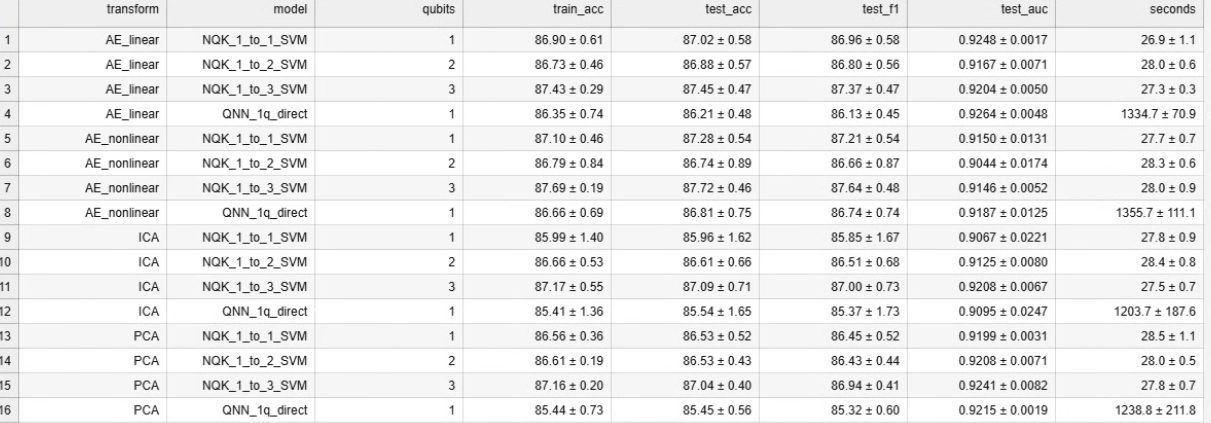 transform model qubits train_acc test_acc test_f1 test_auc seconds
1 AE_linear NQK_1_to_1_SVM 1 86.90 ± 0.61 87.02 ± 0.58 86.96 ± 0.58 0.9248 ± 0.0017 26.9 ± 1.1
2 AE_linear NQK_1_to_2_SVM 2 86.73 ± 0.46 86.88 ± 0.57 86.80 ± 0.56 0.9167 ± 0.0071 28.0 ± 0.6
3 AE_linear NQK_1_to_3_SVM 3 87.43 ± 0.29 87.45 ± 0.47 87.37 ± 0.47 0.9204 ± 0.0050 27.3 ± 0.3
4 AE_linear QNN_1q_direct 1 86.35 ± 0.74 86.21 ± 0.48 86.13 ± 0.45 0.9264 ± 0.0048 1334.7 ± 70.9
5 AE_nonlinear NQK_1_to_1_SVM 1 87.10 ± 0.46 87.28 ± 0.54 87.21 ± 0.54 0.9150 ± 0.0131 27.7 ± 0.7
6 AE_nonlinear NQK_1_to_2_SVM 2 86.79 ± 0.84 86.74 ± 0.89 86.66 ± 0.87 0.9044 ± 0.0174 28.3 ± 0.6
7 AE_nonlinear NQK_1_to_3_SVM 3 87.69 ± 0.19 87.72 ± 0.46 87.64 ± 0.48 0.9146 ± 0.0052 28.0 ± 0.9
8 AE_nonlinear QNN_1q_direct 1 86.66 ± 0.69 86.81 ± 0.75 86.74 ± 0.74 0.9187 ± 0.0125 1355.7 ± 111.1
9 ICA NQK_1_to_1_SVM 1 85.99 ± 1.40 85.96 ± 1.62 85.85 ± 1.67 0.9067 ± 0.0221 27.8 ± 0.9
10 ICA NQK_1_to_2_SVM 2 86.66 ± 0.53 86.61 ± 0.66 86.51 ± 0.68 0.9125 ± 0.0080 28.4 ± 0.8
11 ICA NQK_1_to_3_SVM 3 87.17 ± 0.55 87.09 ± 0.71 87.00 ± 0.73 0.9208 ± 0.0067 27.5 ± 0.7
12 ICA QNN_1q_direct 1 85.41 ± 1.36 85.54 ± 1.65 85.37 ± 1.73 0.9095 ± 0.0247 1203.7 ± 187.6
13 PCA NQK_1_to_1_SVM 1 86.56 ± 0.36 86.53 ± 0.52 86.45 ± 0.52 0.9199 ± 0.0031 28.5 ± 1.1
14 PCA NQK_1_to_2_SVM 2 86.61 ± 0.19 86.53 ± 0.43 86.43 ± 0.44 0.9208 ± 0.0071 28.0 ± 0.5
15 PCA NQK_1_to_3_SVM 3 87.16 ± 0.20 87.04 ± 0.40 86.94 ± 0.41 0.9241 ± 0.0082 27.8 ± 0.7
16 PCA QNN_1q_direct 1 85.44 ± 0.73 85.45 ± 0.56 85.32 ± 0.60 0.9215 ± 0.0019 1238.8 ± 211.8